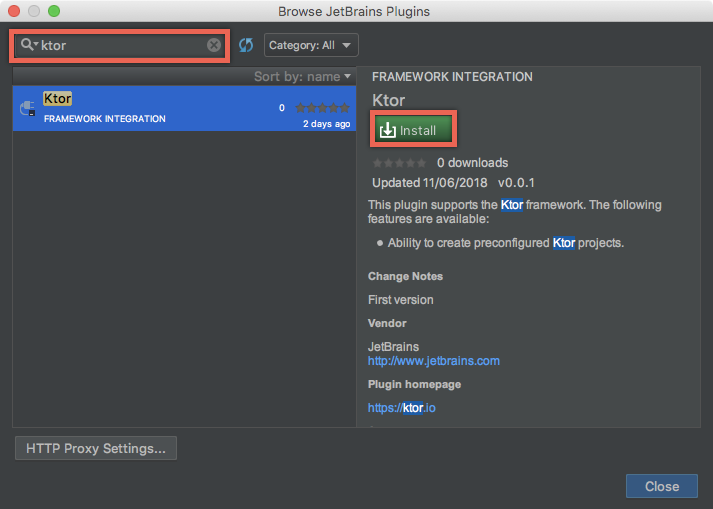 Browse JetBrains Plugins
ktor
Category: All
Sort by: name
Ktor
0
FRAMEWORK INTEGRATION
2 days ago
FRAMEWORK INTEGRATION
Ktor
Install
0 downloads
Updated 11/06/2018 v0.0.1
This plugin supports the Ktor framework. The following
features are available:
• Ability to create preconfigured Ktor projects.
Change Notes
First version
Vendor
JetBrains
http://www.jetbrains.com
Plugin homepage
https://ktor.io
HTTP Proxy Settings...
Close